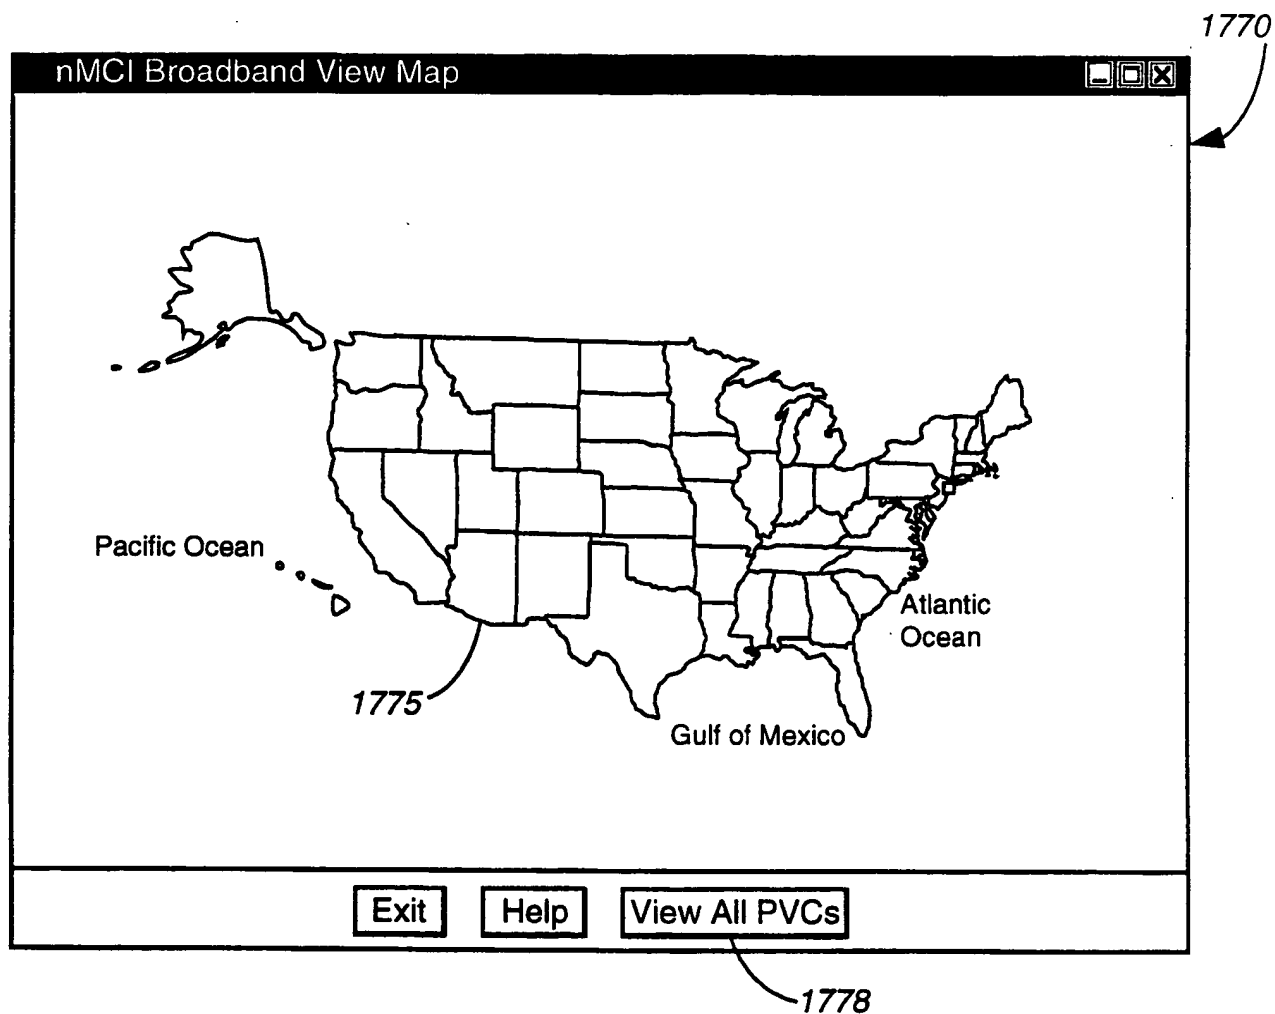 1770
nMCI Broadband View Map
Pacific Ocean
Atlantic
Ocean
1775
Gulf of Mexico
Exit
Help
View All PVCs
1778